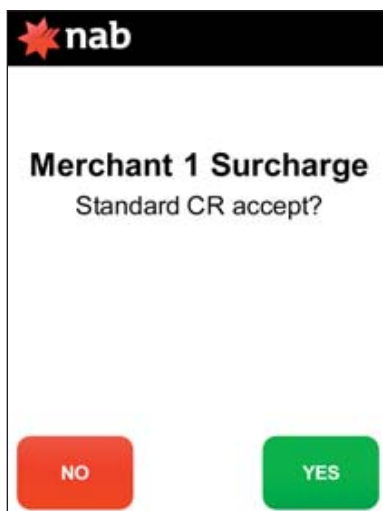 nab
Merchant 1 Surcharge
Standard CR accept?
NO
YES